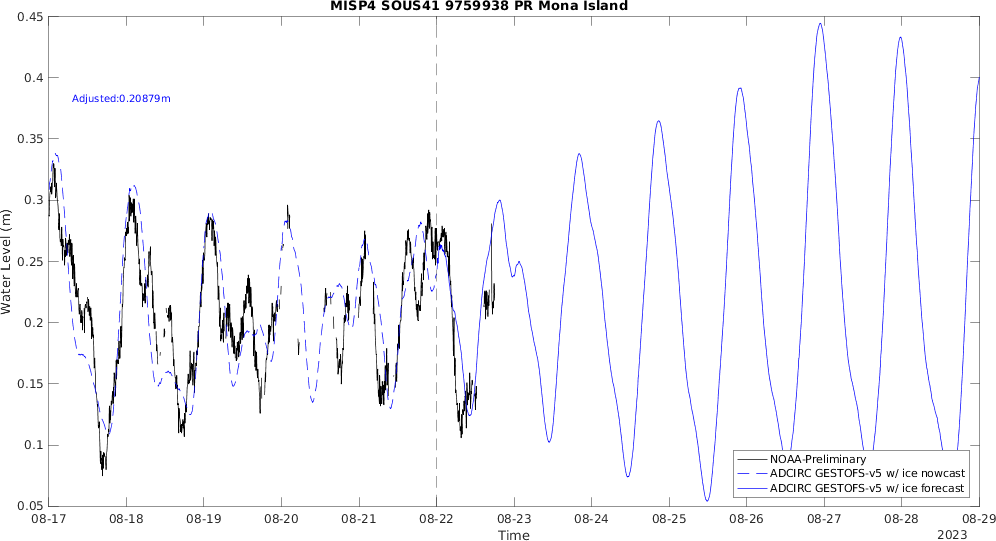 MISP4 SOUS41 9759938 PR Mona Island
0.45
0.4
0.35
0.3
0.25
0.2
0.15
0.1
0.05
Water Level (m)
Adjusted:0.20879m
NOAA-Preliminary
ADCIRC GESTOFS-v5 w/ ice nowcast
ADCIRC GESTOFS-v5 w/ ice forecast
08-17 08-18 08-19 08-20 08-21 08-22 08-23 08-24 08-25 08-26 08-27 08-28 08-29
Time
2023